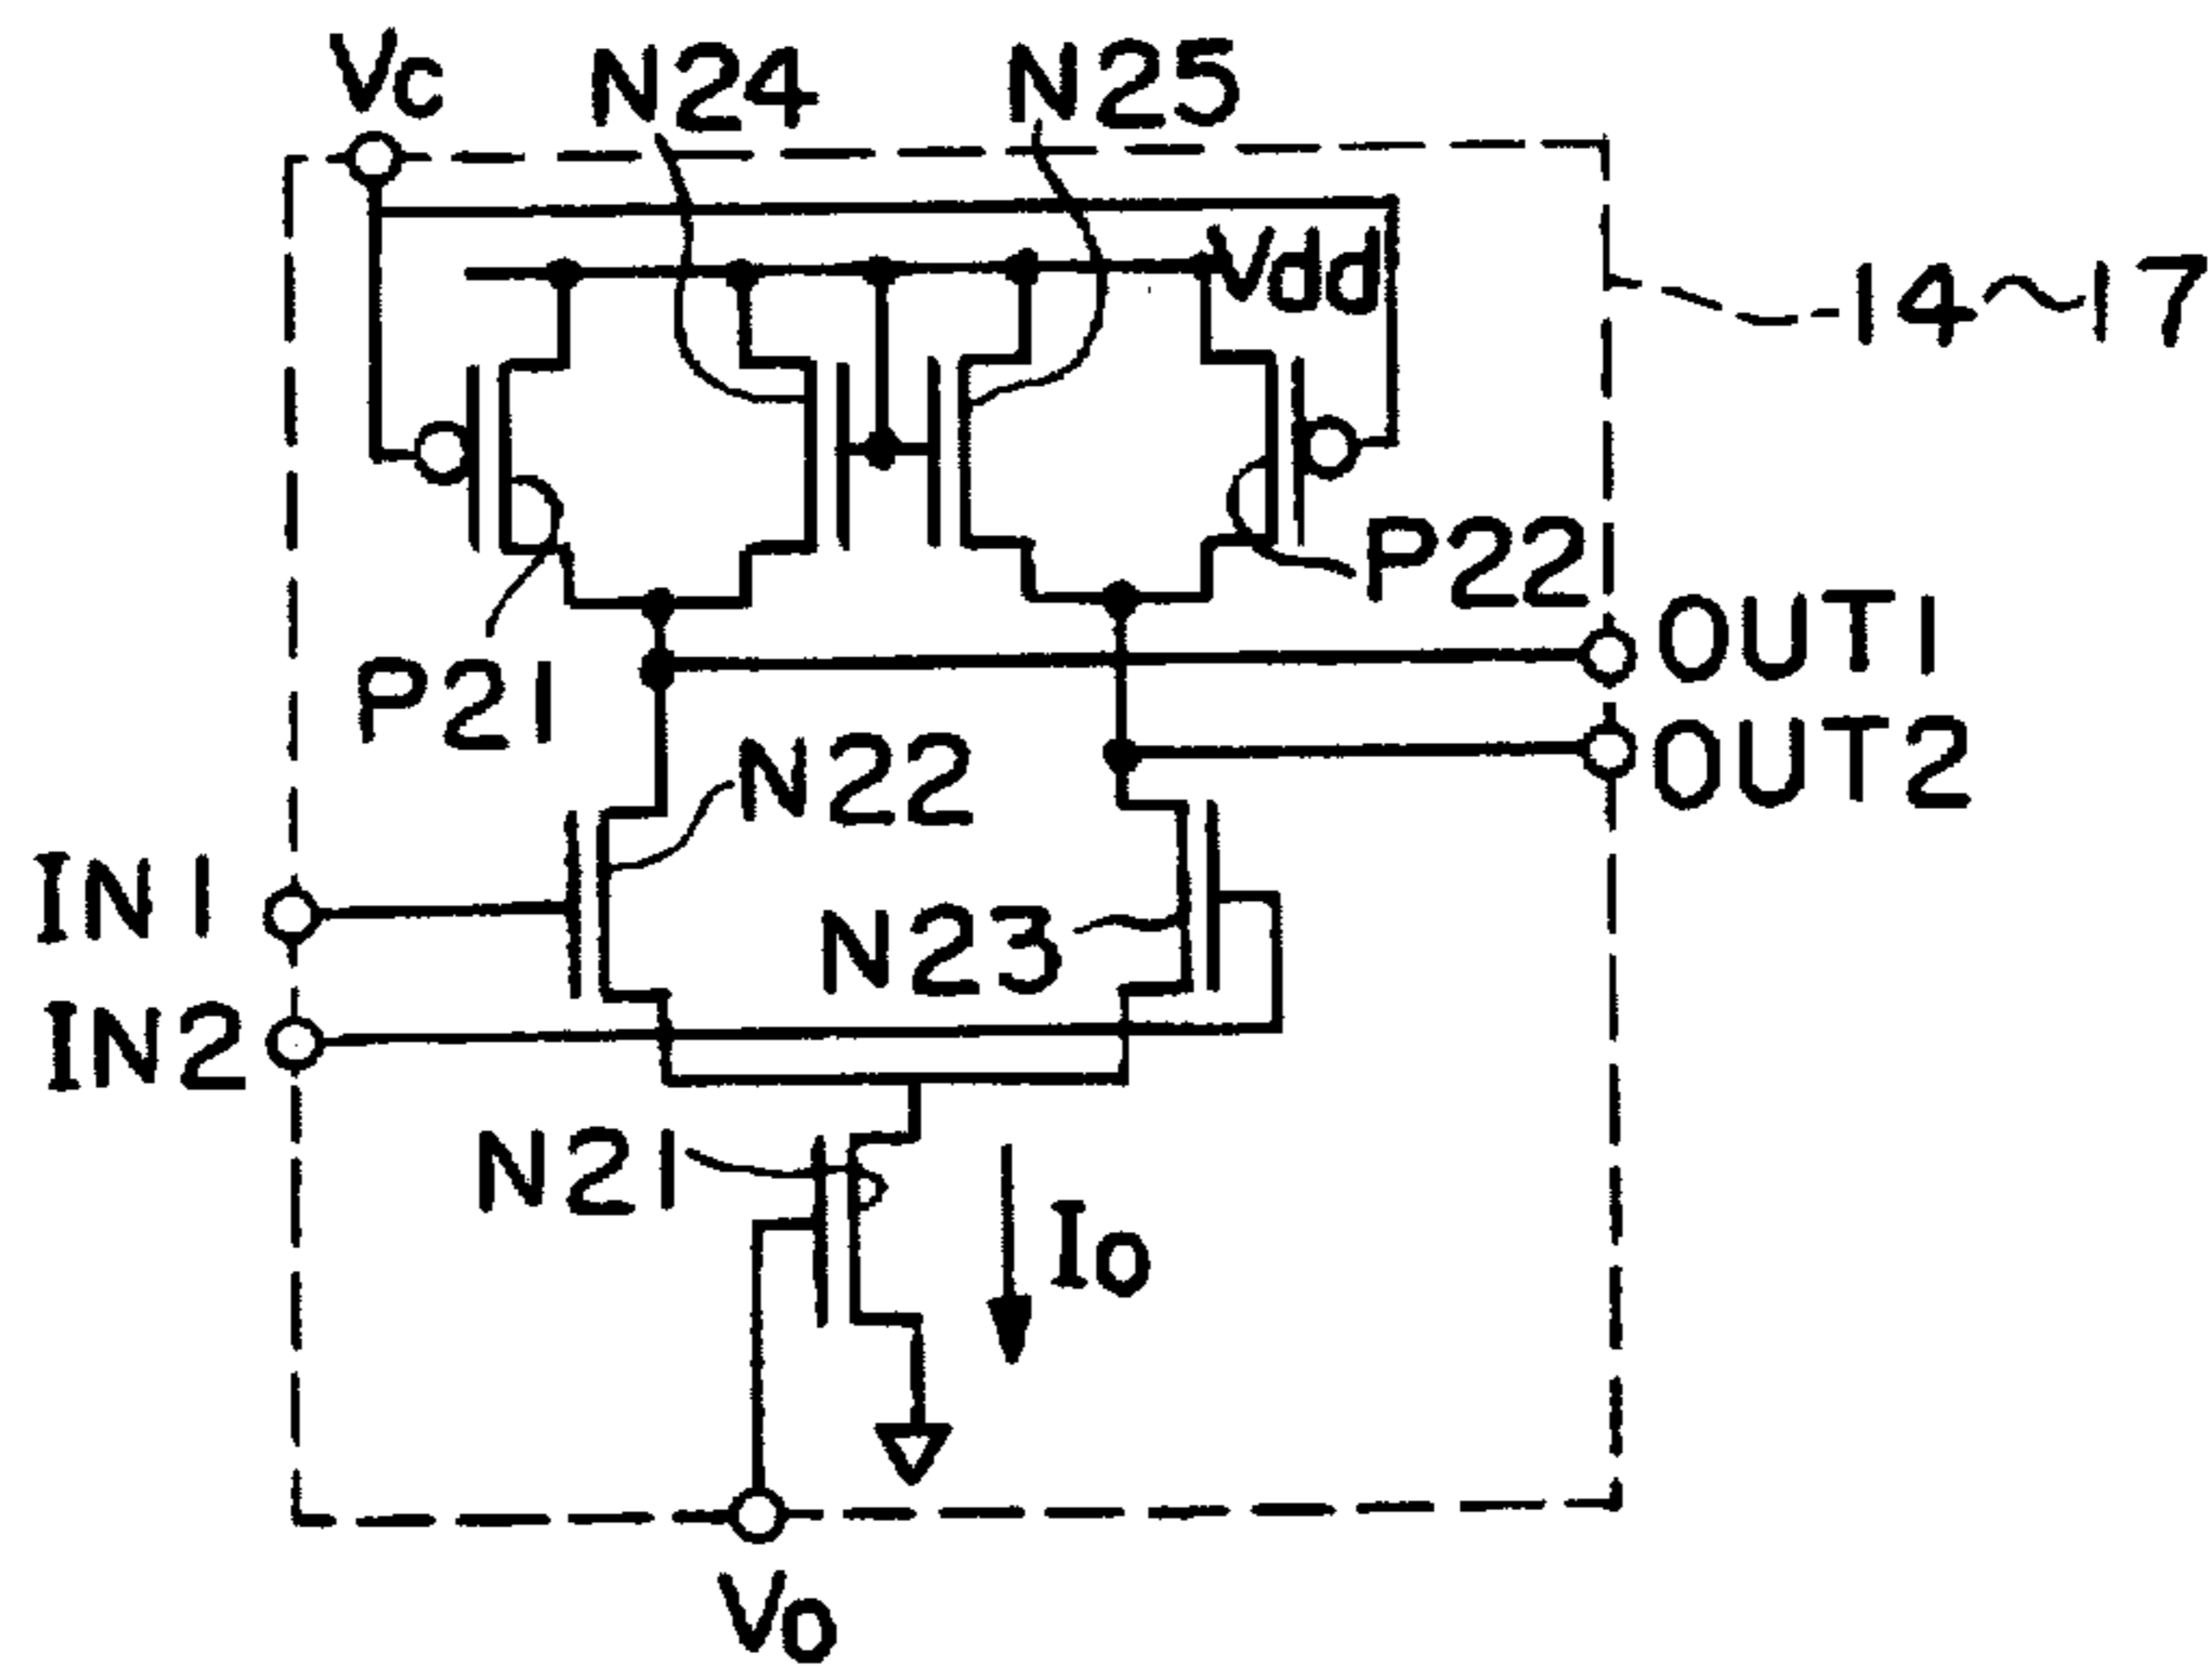 Vc
N24
N25
Vdd
14~17
P22
OUT1
P21
OUT2
N22
IN1
N23
IN2
N21
Io
Vo